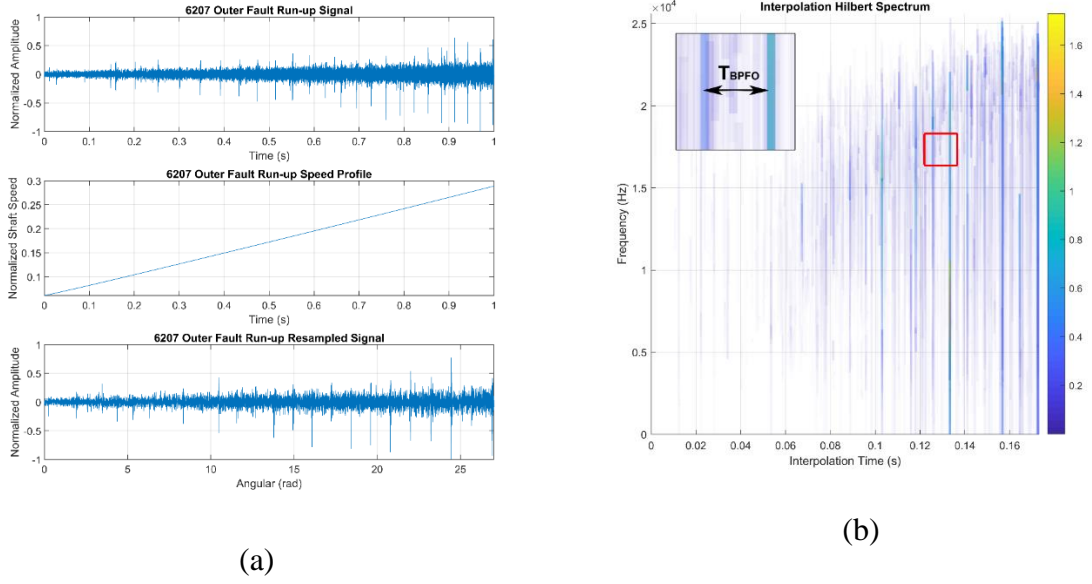 6207 Outer Fault Run-up Signal
Normalized Amplitude
1
0.5
0
-0.5
-1
0 0.1 0.2 0.3 0.4 0.5 0.6 0.7 0.8 0.9 1
Time (s)
6207 Outer Fault Run-up Speed Profile
Normalized Shaft Speed
0.3
0.25
0.2
0.15
0.1
0 0.1 0.2 0.3 0.4 0.5 0.6 0.7 0.8 0.9 1
Time (s)
6207 Outer Fault Run-up Resampled Signal
Normalized Amplitude
1
0.5
0
-0.5
-1
0 5 10 15 20 25
Angular (rad)
(a)
Interpolation Hilbert Spectrum
×10⁴
Frequency (Hz)
2.5
2
1.5
1
0.5
0
T_BPFO
0 0.02 0.04 0.06 0.08 0.1 0.12 0.14 0.16
Interpolation Time (s)
1.6
1.4
1.2
1
0.8
0.6
0.4
0.2
(b)